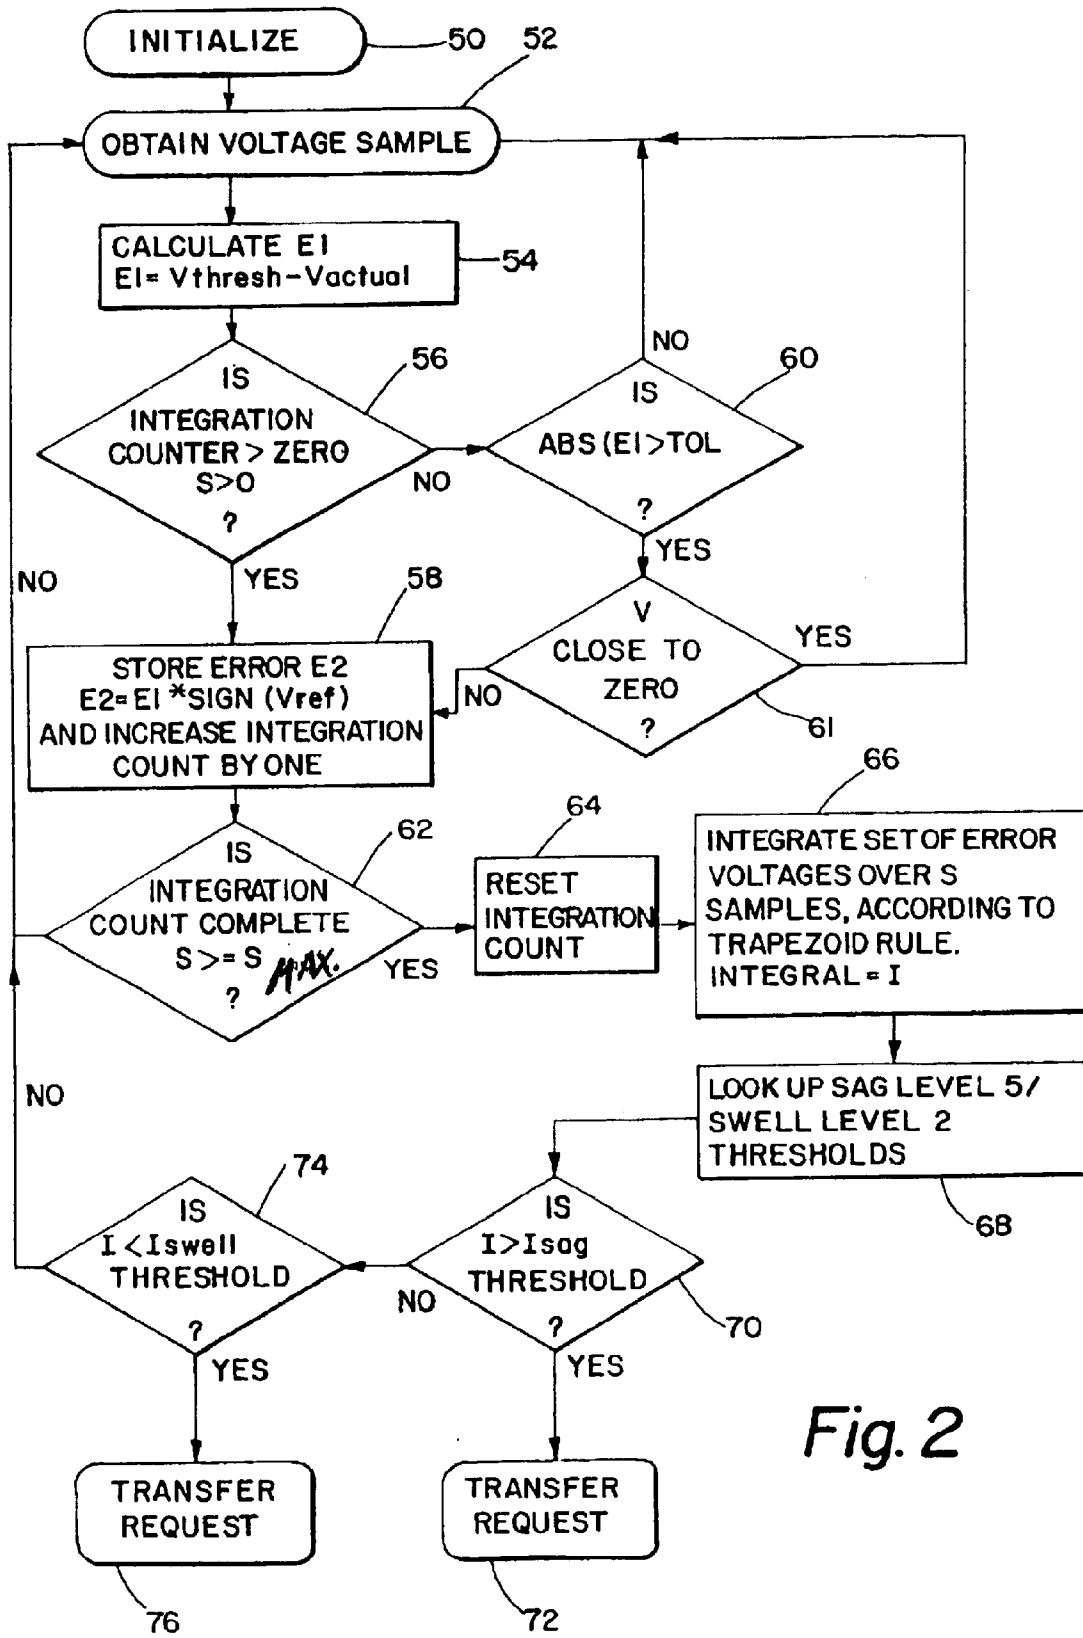 INITIALIZE
50
52
OBTAIN VOLTAGE SAMPLE
CALCULATE E1
E1= Vthresh-Vactual
54
IS
INTEGRATION
COUNTER > ZERO
S>0
?
56
NO
YES
NO
IS
ABS(E1>TOL
?
60
YES
V
CLOSE TO
ZERO
?
YES
NO
61
NO
58
STORE ERROR E2
E2=E1*SIGN (Vref)
AND INCREASE INTEGRATION
COUNT BY ONE
IS
INTEGRATION
COUNT COMPLETE
S >= S MAX.
?
62
YES
64
RESET
INTEGRATION
COUNT
66
INTEGRATE SET OF ERROR
VOLTAGES OVER S
SAMPLES, ACCORDING TO
TRAPEZOID RULE.
INTEGRAL = I
LOOK UP SAG LEVEL 5/
SWELL LEVEL 2
THRESHOLDS
68
NO
74
IS
I <Iswell
THRESHOLD
?
YES
IS
I>Isag
THRESHOLD
?
NO
70
YES
TRANSFER
REQUEST
76
TRANSFER
REQUEST
72
Fig. 2